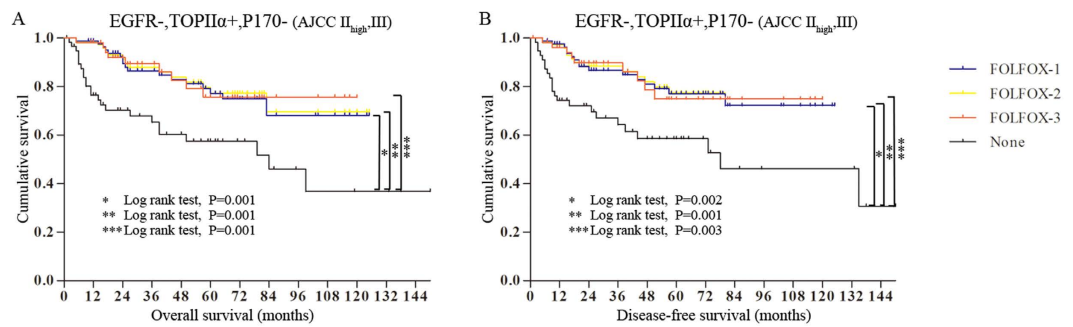 A
EGFR-,TOPIIα+,P170- (AJCC IIhigh,III)
Cumulative survival
1.0
0.8
0.6
0.4
0.2
0.0
* Log rank test, P=0.001
** Log rank test, P=0.001
*** Log rank test, P=0.001
*
**
***
0 12 24 36 48 60 72 84 96 108 120 132
Overall survival (months)
B
EGFR-,TOPIIα+,P170- (AJCC IIhigh,III)
Cumulative survival
1.0
0.8
0.6
0.4
0.2
0.0
* Log rank test, P=0.002
** Log rank test, P=0.001
*** Log rank test, P=0.003
*
**
***
0 12 24 36 48 60 72 84 96 108 120 132 144
Disease-free survival (months)
FOLFOX-1
FOLFOX-2
FOLFOX-3
None